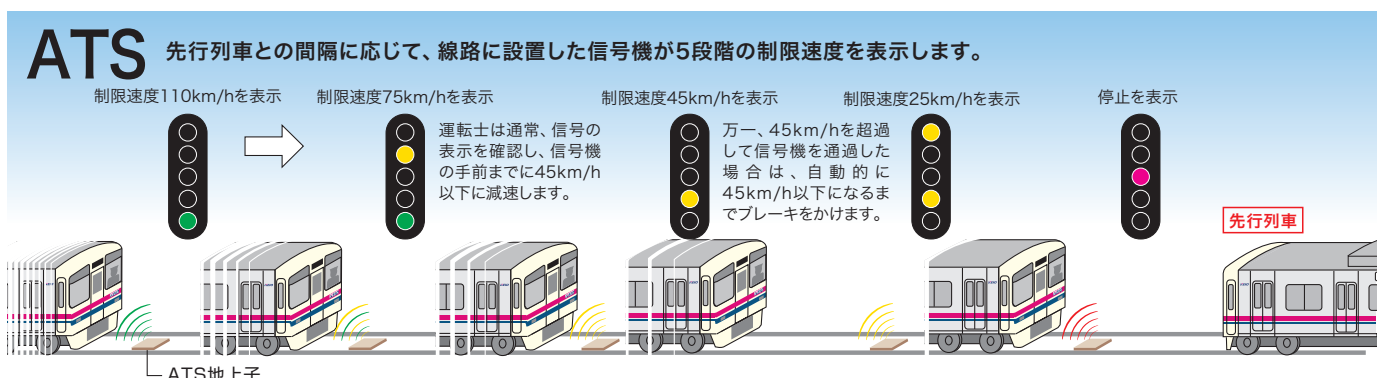 ATS 先行列車との間隔に応じて、線路に設置した信号機が5段階の制限速度を表示します。
制限速度110km/hを表示
制限速度75km/hを表示
運転士は通常、信号の
表示を確認し、信号機
の手前までに45km/h
以下に減速します。
制限速度45km/hを表示
万一、45km/hを超過
して信号機を通過した
場合は、自動的に
45km/h以下になるま
でブレーキをかけます。
制限速度25km/hを表示
停止を表示
先行列車
ATS地上子